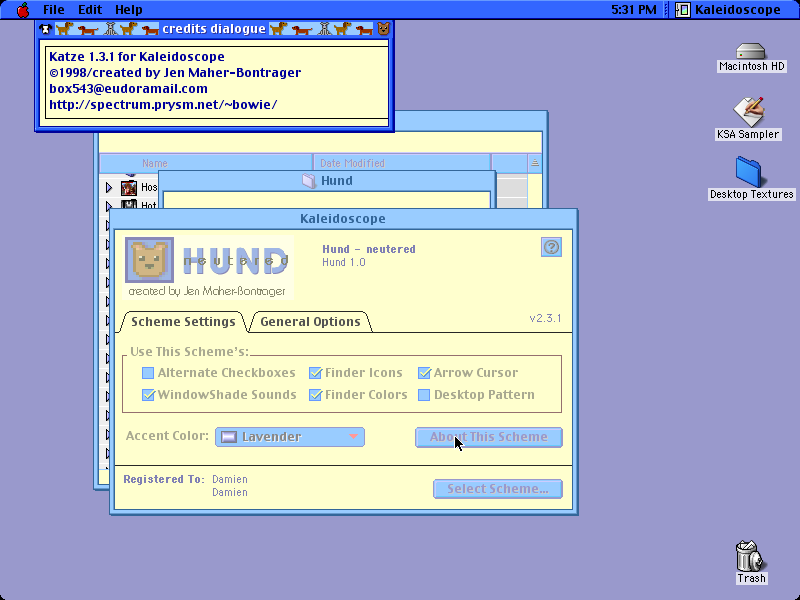 File Edit Help
5:31 PM
Kaleidoscope
credits dialogue
Katze 1.3.1 for Kaleidoscope
©1998/created by Jen Maher-Bontrager
box543@eudoramail.com
http://spectrum.prysm.net/~bowie/
Macintosh HD
KSA Sampler
Desktop Textures
Name
Date Modified
Hos
Hot
Hund
Kaleidoscope
HUND
neutered
created by Jen Maher-Bontrager
Hund - neutered
Hund 1.0
?
Scheme Settings
General Options
v2.3.1
Use This Scheme's:
Alternate Checkboxes
Finder Icons
Arrow Cursor
WindowShade Sounds
Finder Colors
Desktop Pattern
Accent Color:
Lavender
About This Scheme
Registered To: Damien
Damien
Select Scheme...
Trash